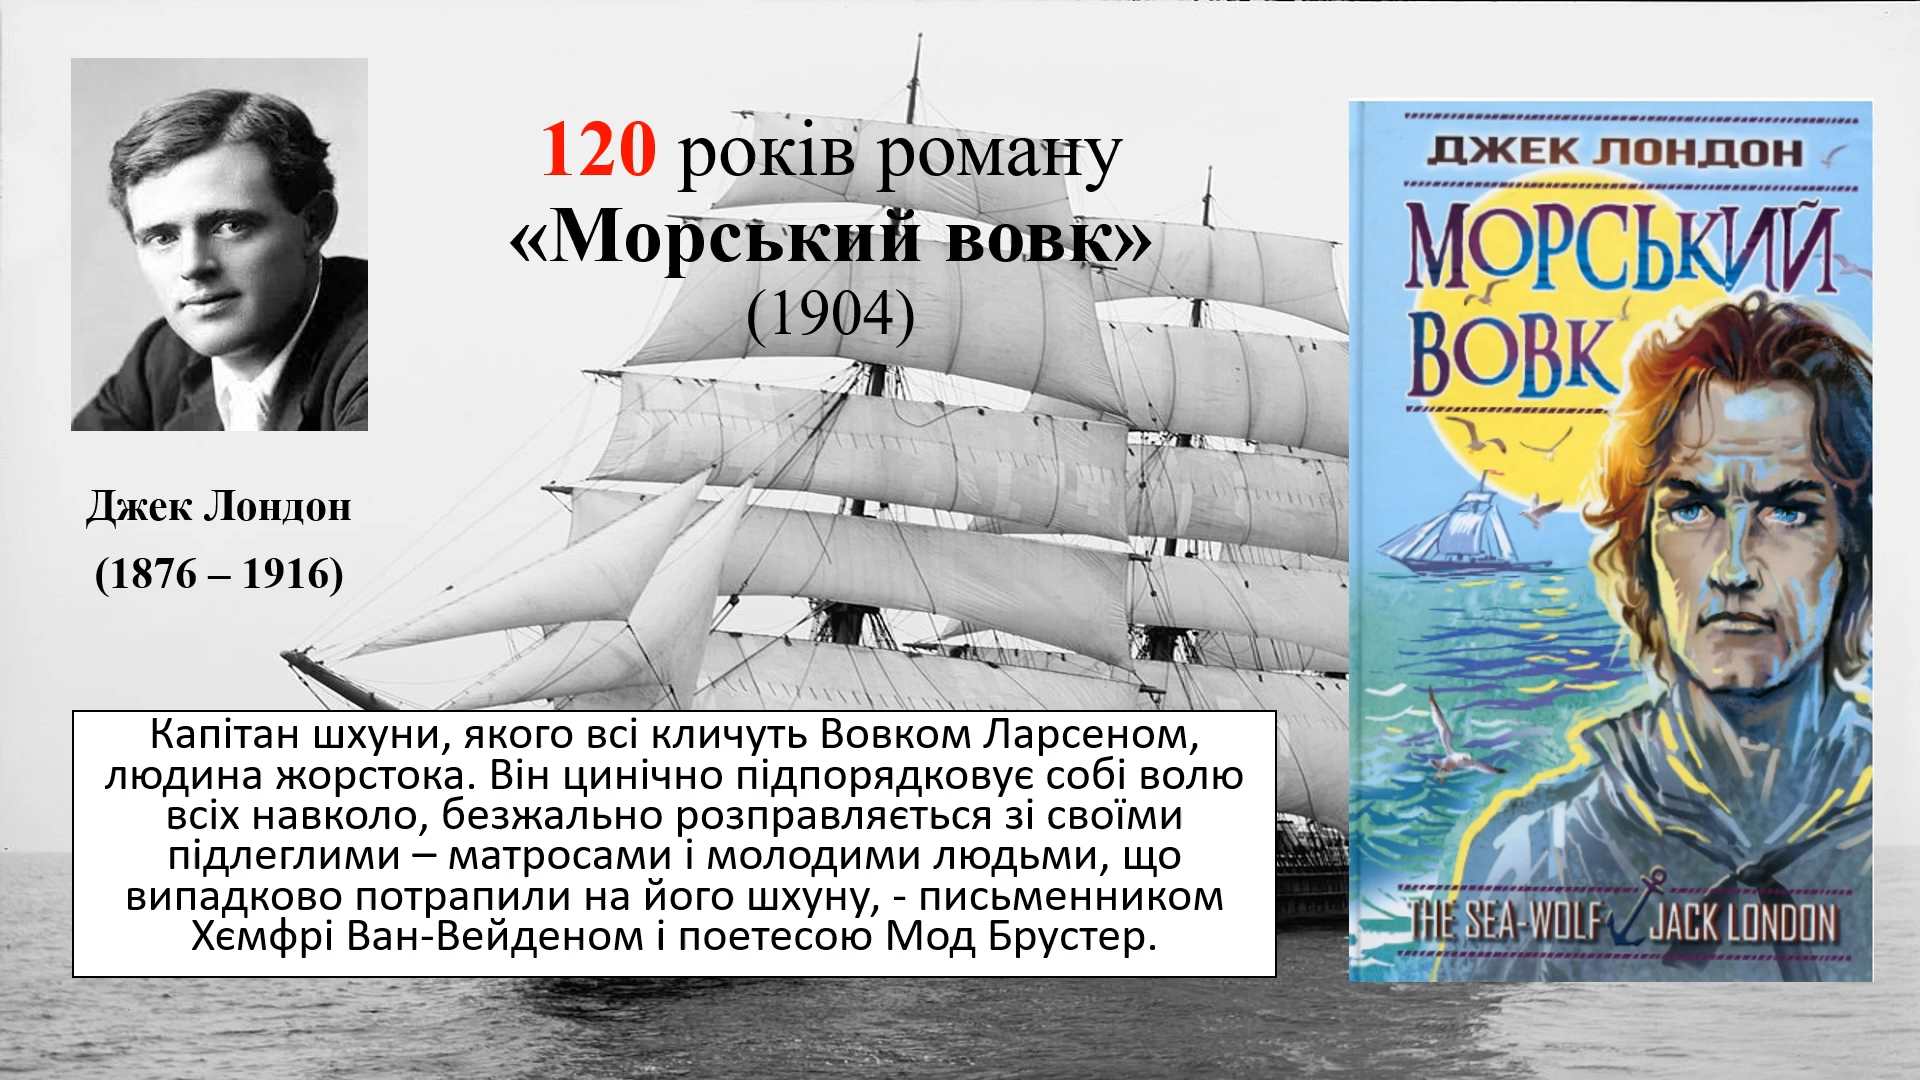 120 років роману
«Морський вовк»
(1904)
Джек Лондон
(1876 – 1916)
Капітан шхуни, якого всі кличуть Вовком Ларсеном,
людина жорстока. Він цинічно підпорядковує собі волю
всіх навколо, безжально розправляється зі своїми
підлеглими – матросами і молодими людьми, що
випадково потрапили на його шхуну, - письменником
Хємфрі Ван-Вейденом і поетесою Мод Брустер.
ДЖЕК ЛОНДОН
МОРСЬКИЙ
ВОВК
THE SEA-WOLF JACK LONDON